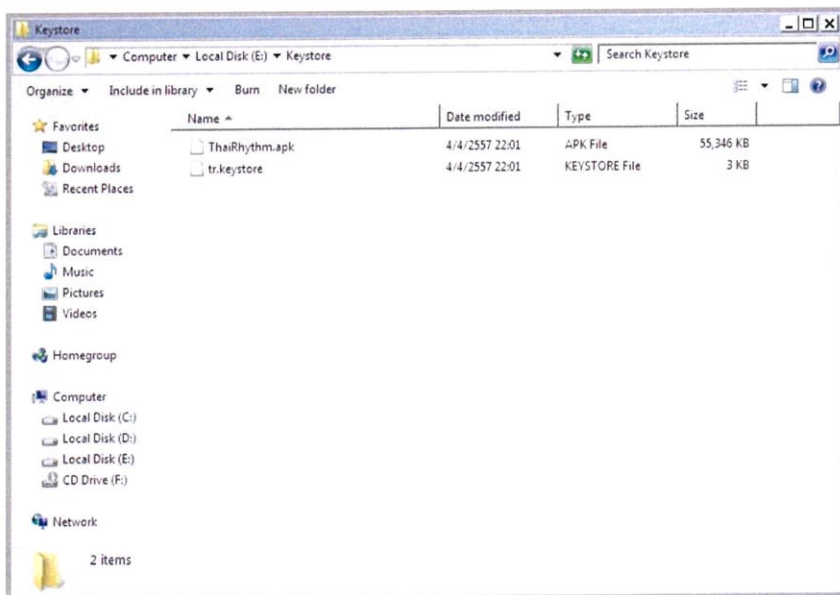 Keystore
Computer Local Disk (E:) Keystore Search Keystore
Organize Include in library Burn New folder
Name Date modified Type Size
ThaiRhythm.apk 4/4/2557 22:01 APK File 55,346 KB
tr.keystore 4/4/2557 22:01 KEYSTORE File 3 KB
Favorites
Desktop
Downloads
Recent Places
Libraries
Documents
Music
Pictures
Videos
Homegroup
Computer
Local Disk (C:)
Local Disk (D:)
Local Disk (E:)
CD Drive (F:)
Network
2 items